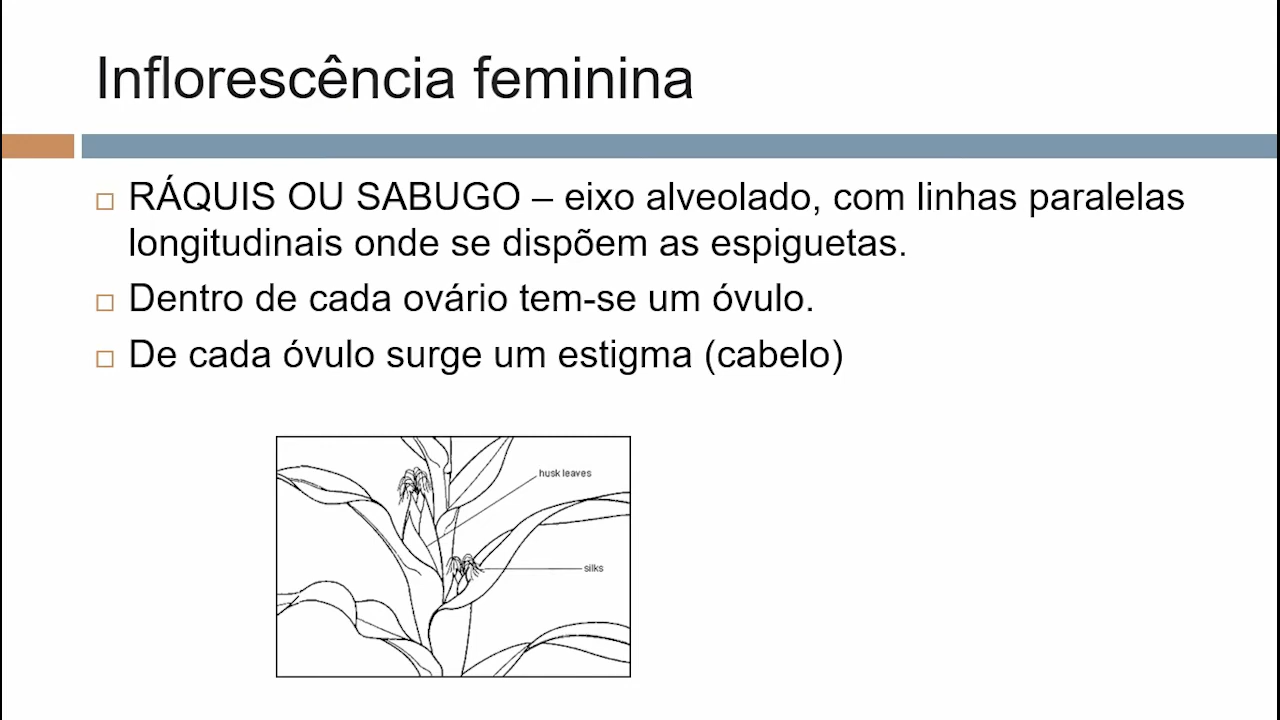 Inflorescência feminina
RÁQUIS OU SABUGO – eixo alveolado, com linhas paralelas
longitudinais onde se dispõem as espiguetas.
Dentro de cada ovário tem-se um óvulo.
De cada óvulo surge um estigma (cabelo)
husk leaves
silks